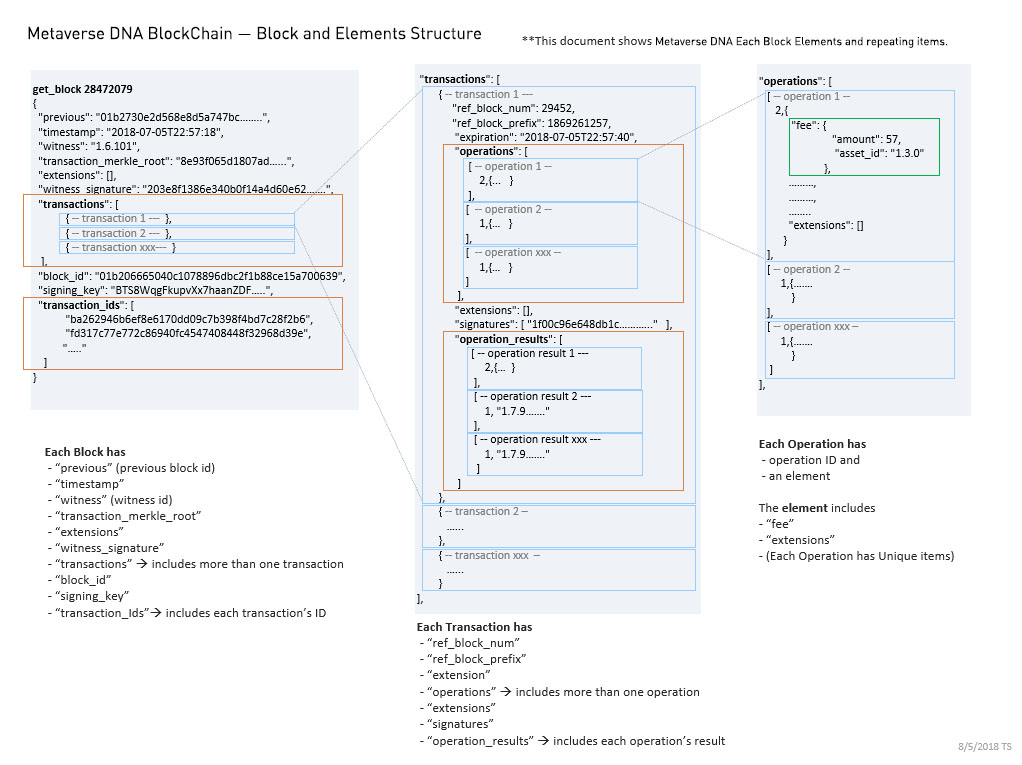 Metaverse DNA BlockChain — Block and Elements Structure
**This document shows Metaverse DNA Each Block Elements and repeating items.
get_block 28472079
{
"previous": "01b2730e2d568e8d5a747bc........",
"timestamp": "2018-07-05T22:57:18",
"witness": "1.6.101",
"transaction_merkle_root": "8e93f065d1807ad......",
"extensions": [],
"witness_signature": "203e8f1386e340b0f14a4d60e62.......",
"transactions": [
{ -- transaction 1 --- },
{ -- transaction 2 --- },
{ -- transaction xxx--- }
],
"block_id": "01b206665040c1078896dbc2f1b88ce15a700639",
"signing_key": "BTS8WqgFkupvXx7haanZDF.....",
"transaction_ids": [
"ba262946b6ef8e6170dd09c7b398f4bd7c28f2b6",
"fd317c77e772c86940fc4547408448f32968d39e",
"....."
]
}
Each Block has
- “previous” (previous block id)
- “timestamp”
- “witness” (witness id)
- “transaction_merkle_root”
- “extensions”
- “witness_signature”
- “transactions” → includes more than one transaction
- “block_id”
- “signing_key”
- “transaction_Ids”→ includes each transaction’s ID
"transactions": [
{ -- transaction 1 ---
"ref_block_num": 29452,
"ref_block_prefix": 1869261257,
"expiration": "2018-07-05T22:57:40",
"operations": [
[ -- operation 1 --
2,{... }
],
[ -- operation 2 --
1,{... }
],
[ -- operation xxx --
1,{... }
]
],
"extensions": [],
"signatures": [ "1f00c96e648db1c............" ],
"operation_results": [
[ -- operation result 1 ---
2,{... }
],
[ -- operation result 2 ---
1, "1.7.9......."
],
[ -- operation result xxx ---
1, "1.7.9......."
]
]
},
{ -- transaction 2 --
......
},
{ -- transaction xxx --
......
}
],
Each Transaction has
- “ref_block_num”
- “ref_block_prefix”
- “extension”
- “operations” → includes more than one operation
- “extensions”
- “signatures”
- “operation_results” → includes each operation’s result
"operations": [
[ -- operation 1 --
2,{
"fee": {
"amount": 57,
"asset_id": "1.3.0"
},
.........,
.........,
........
"extensions": []
}
],
[ -- operation 2 --
1,{.......
}
],
[ -- operation xxx --
1,{.......
}
]
],
Each Operation has
- operation ID and
- an element
The element includes
- “fee”
- “extensions”
- (Each Operation has Unique items)
8/5/2018 TS